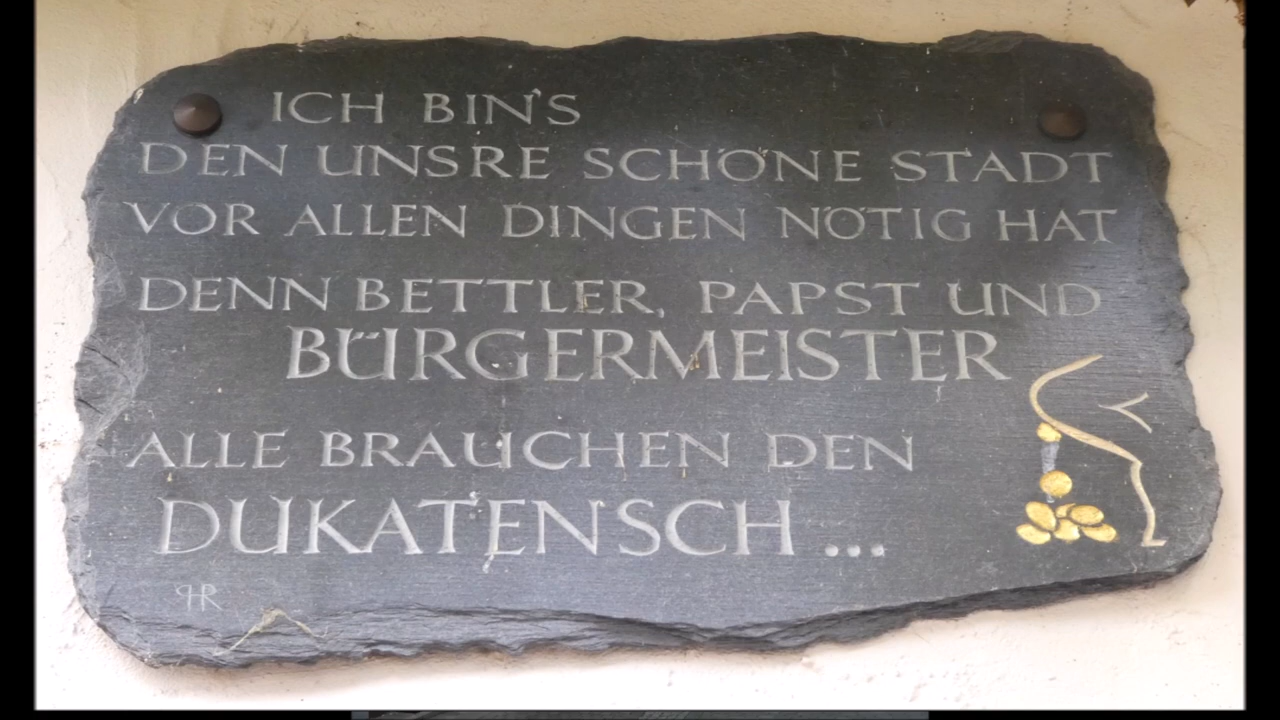 ICH BIN'S
DEN UNSRE SCHÖNE STADT
VOR ALLEN DINGEN NÖTIG HAT
DENN BETTLER, PAPST UND
BÜRGERMEISTER
ALLE BRAUCHEN DEN
DUKATENSCH...
PHR